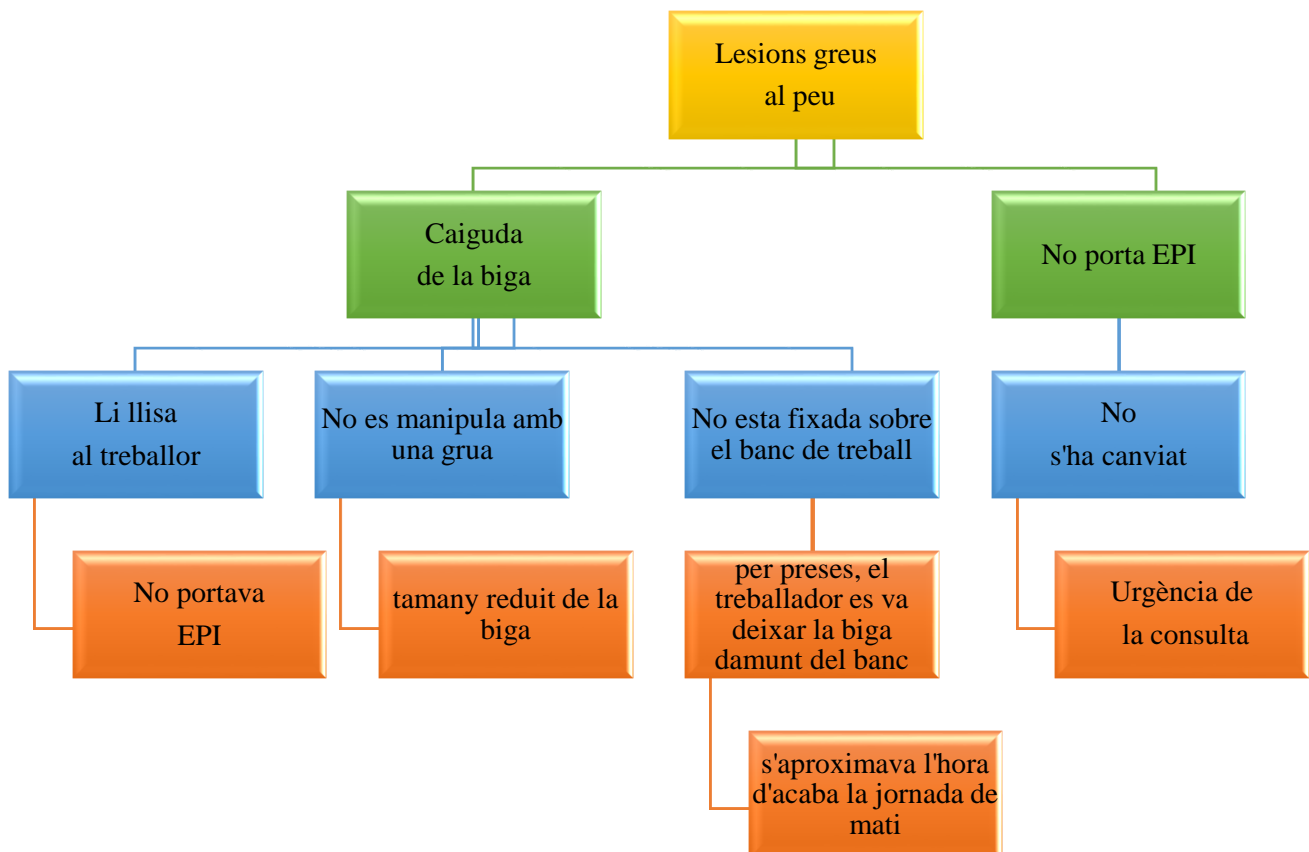 Lesions greus
al peu
Caiguda
de la biga
No porta EPI
Li llisa
al treballor
No es manipula amb
una grua
No esta fixada sobre
el banc de treball
No
s'ha canviat
No portava
EPI
tamany reduit de la
biga
per preses, el
treballador es va
deixar la biga
damunt del banc
Urgència de
la consulta
s'aproximava l'hora
d'acaba la jornada de
mati